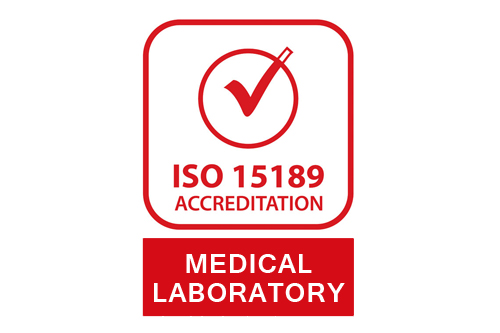 ISO 15189
ACCREDITATION
MEDICAL
LABORATORY